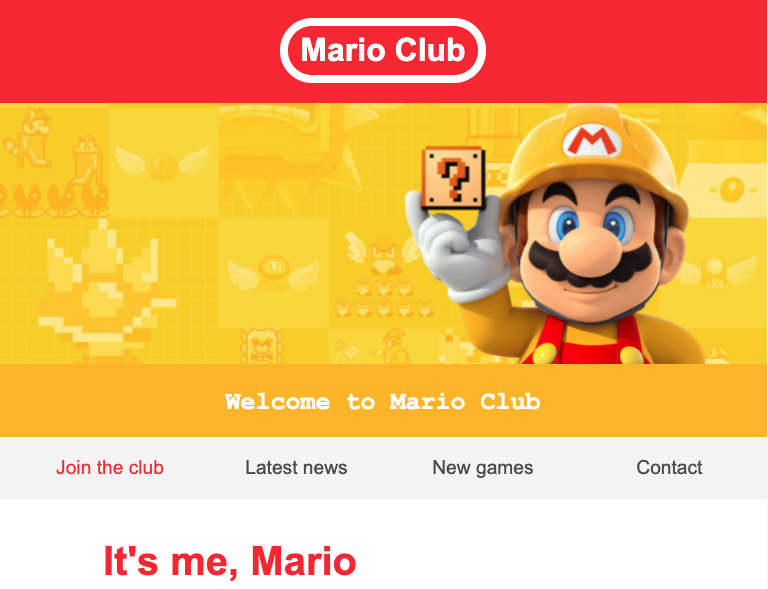 Mario Club
M
?
Welcome to Mario Club
Join the club Latest news New games Contact
It's me, Mario